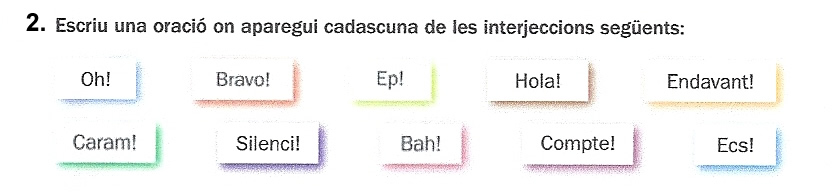 2. Escriu una oració on aparegui cadascuna de les interjeccions següents:
Oh! Bravo! Ep! Hola! Endavant!
Caram! Silenci! Bah! Compte! Ecs!